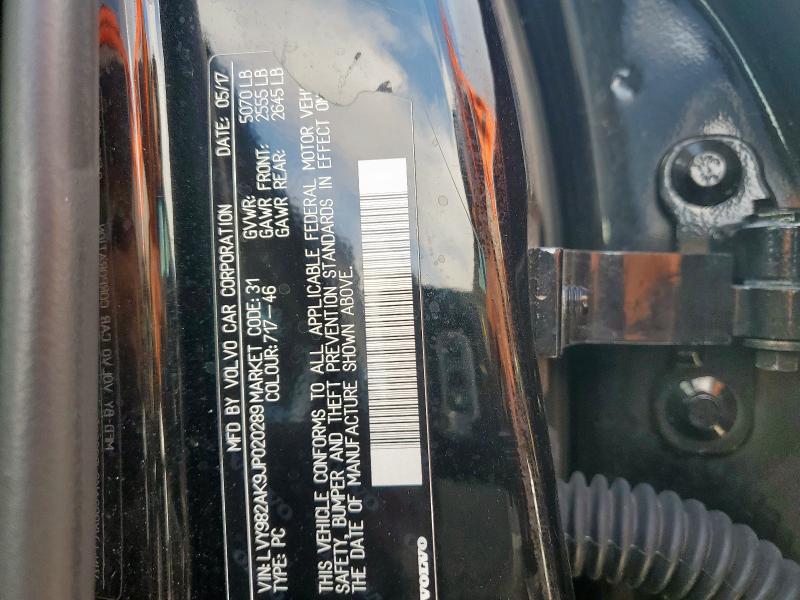 MFD BY VOLVO CAR CORPORATION DATE: 05/17
VIN: LVY982AK9JP020289 MARKET CODE: 31 GVWR: 5070 LB
TYPE: PC COLOUR: 717-46 GAWR FRONT: 2555 LB
GAWR REAR: 2645 LB
THIS VEHICLE CONFORMS TO ALL APPLICABLE FEDERAL MOTOR
SAFETY, BUMPER AND THEFT PREVENTION STANDARDS IN EFFECT
THE DATE OF MANUFACTURE SHOWN ABOVE.
VOLVO